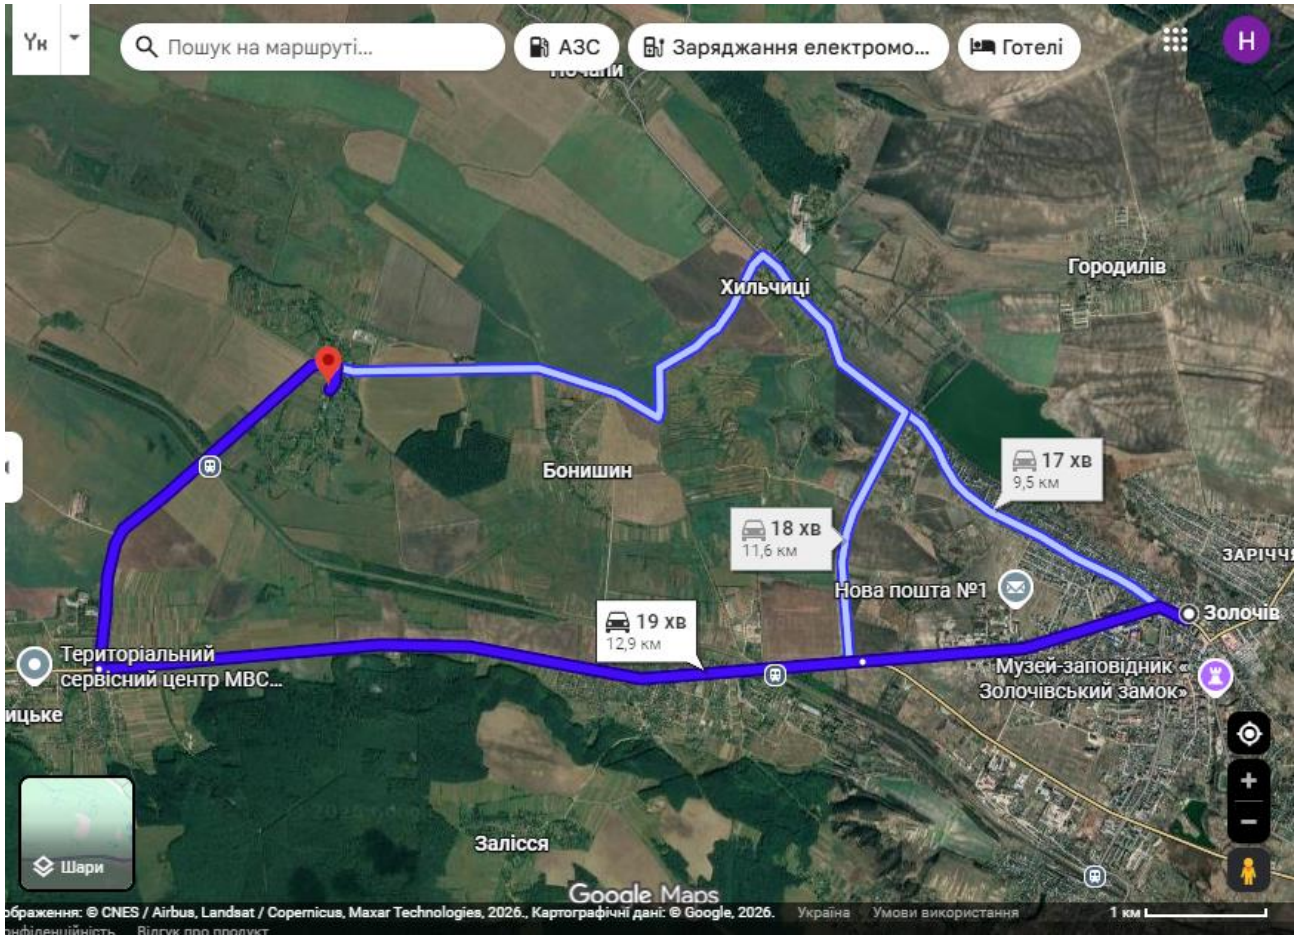 Ун
Пошук на маршруті...
АЗС
Заряджання електромо...
Готелі
Н
Почапи
Городилів
Хильчиці
Бонишин
17 хв
9,5 км
18 хв
11,6 км
ЗАРІЧЧЯ
Нова пошта №1
Золочів
19 хв
12,9 км
Територіальний
сервісний центр МВС...
Музей-заповідник «
Золочівський замок»
ицьке
Залісся
Шари
Google Maps
ображення: © CNES / Airbus, Landsat / Copernicus, Maxar Technologies, 2026., Картографічні дані: © Google, 2026.
Україна
Умови використання
1 км
онфіденційність
Відгук про продукт